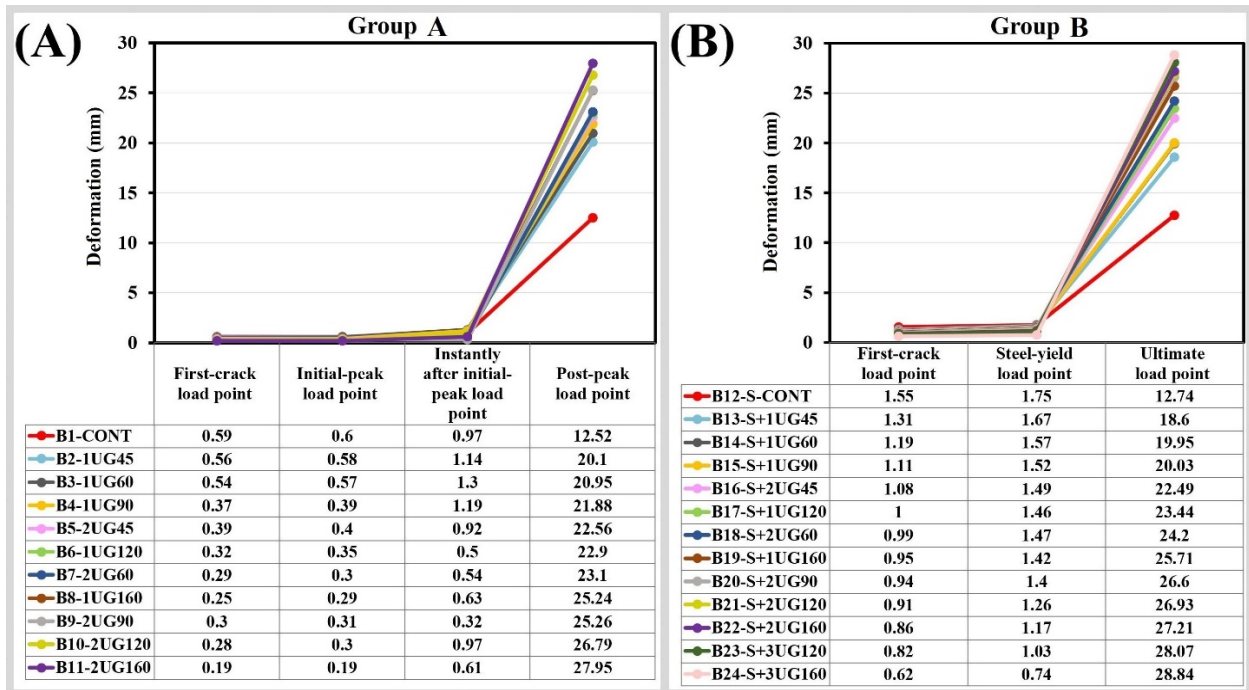 (A)
Group A
Deformation (mm)
30
25
20
15
10
5
0
First-crack load point Initial-peak load point Instantly after initial-peak load point Post-peak load point
B1-CONT 0.59 0.6 0.97 12.52
B2-1UG45 0.56 0.58 1.14 20.1
B3-1UG60 0.54 0.57 1.3 20.95
B4-1UG90 0.37 0.39 1.19 21.88
B5-2UG45 0.39 0.4 0.92 22.56
B6-1UG120 0.32 0.35 0.5 22.9
B7-2UG60 0.29 0.3 0.54 23.1
B8-1UG160 0.25 0.29 0.63 25.24
B9-2UG90 0.3 0.31 0.32 25.26
B10-2UG120 0.28 0.3 0.97 26.79
B11-2UG160 0.19 0.19 0.61 27.95
(B)
Group B
Deformation (mm)
30
25
20
15
10
5
0
First-crack load point Steel-yield load point Ultimate load point
B12-S-CONT 1.55 1.75 12.74
B13-S+1UG45 1.31 1.67 18.6
B14-S+1UG60 1.19 1.57 19.95
B15-S+1UG90 1.11 1.52 20.03
B16-S+2UG45 1.08 1.49 22.49
B17-S+1UG120 1 1.46 23.44
B18-S+2UG60 0.99 1.47 24.2
B19-S+1UG160 0.95 1.42 25.71
B20-S+2UG90 0.94 1.4 26.6
B21-S+2UG120 0.91 1.26 26.93
B22-S+2UG160 0.86 1.17 27.21
B23-S+3UG120 0.82 1.03 28.07
B24-S+3UG160 0.62 0.74 28.84